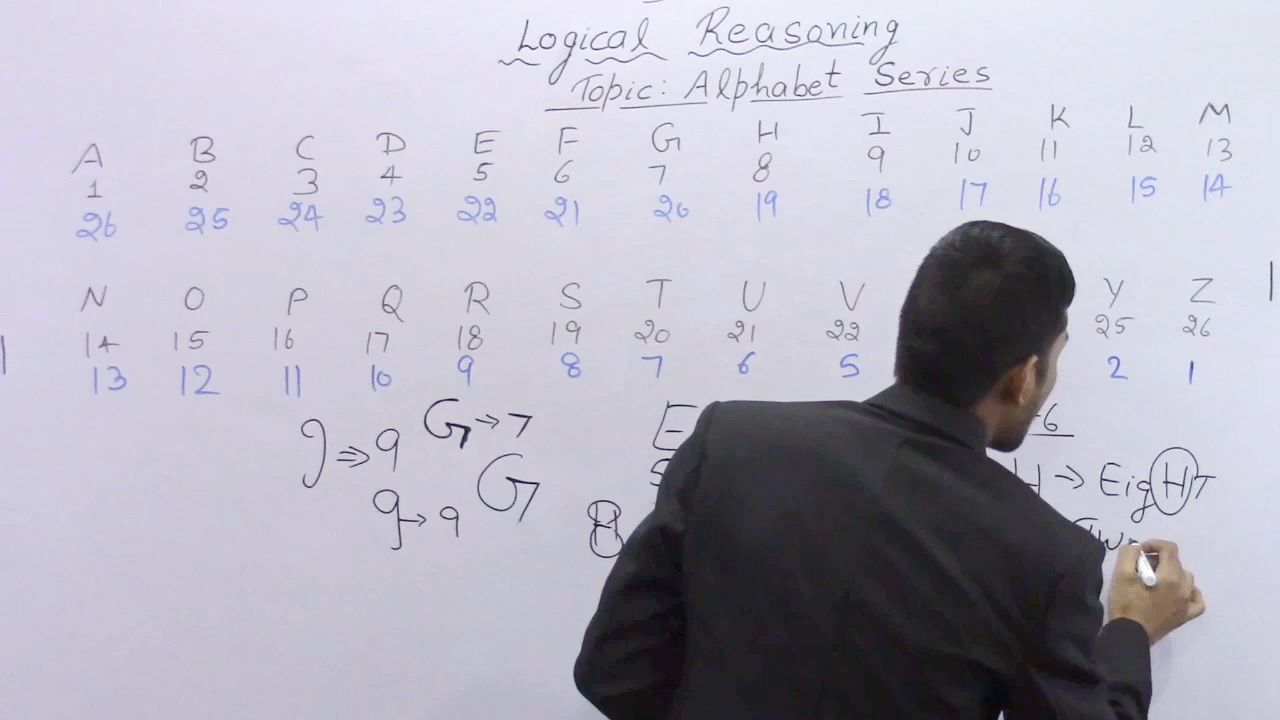 Logical Reasoning
Topic: Alphabet Series
A B C D E F G H I J K L M
1 2 3 4 5 6 7 8 9 10 11 12 13
26 25 24 23 22 21 20 19 18 17 16 15 14
N O P Q R S T U V Y Z
14 15 16 17 18 19 20 21 22 25 26
13 12 11 10 9 8 7 6 5 2 1
G → 7
E
6
⇒ 9
G
H → EigHT
g → 9
H